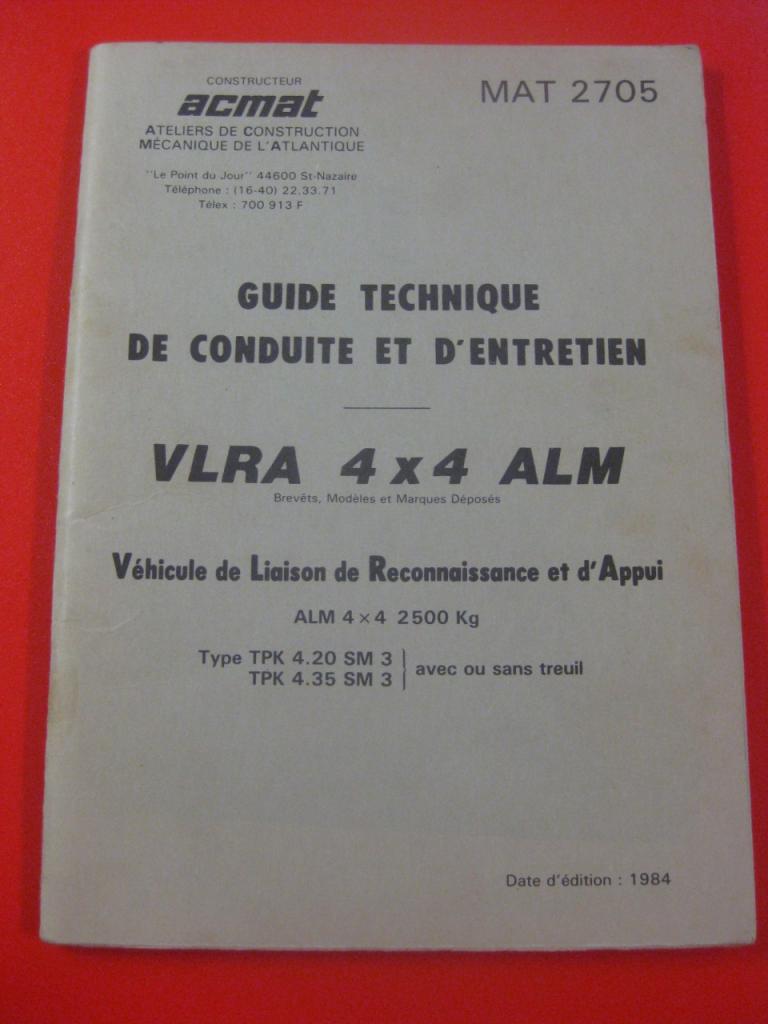 CONSTRUCTEUR
acmat
ATELIERS DE CONSTRUCTION
MÉCANIQUE DE L'ATLANTIQUE
"Le Point du Jour" 44600 St-Nazaire
Téléphone : (16-40) 22.33.71
Télex : 700 913 F
MAT 2705
GUIDE TECHNIQUE
DE CONDUITE ET D'ENTRETIEN
VLRA 4 x 4 ALM
Brevêts, Modèles et Marques Déposés
Véhicule de Liaison de Reconnaissance et d'Appui
ALM 4 × 4 2500 Kg
Type TPK 4.20 SM 3
TPK 4.35 SM 3
avec ou sans treuil
Date d'édition : 1984